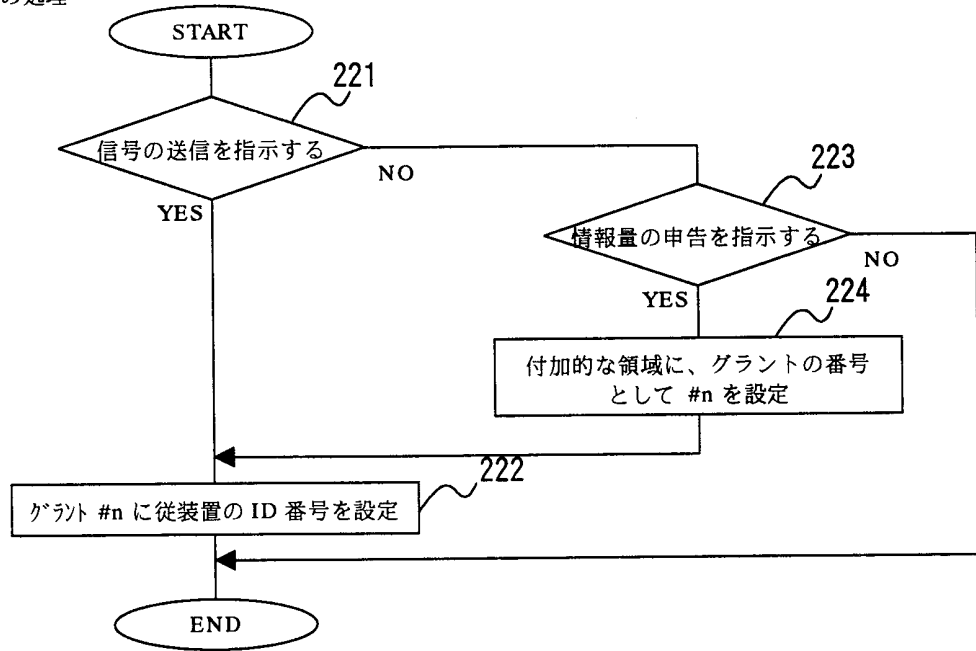 の処理
START
221
信号の送信を指示する
NO
YES
223
情報量の申告を指示する
NO
YES
224
付加的な領域に、グラントの番号
として #n を設定
222
グラント #n に従装置の ID 番号を設定
END